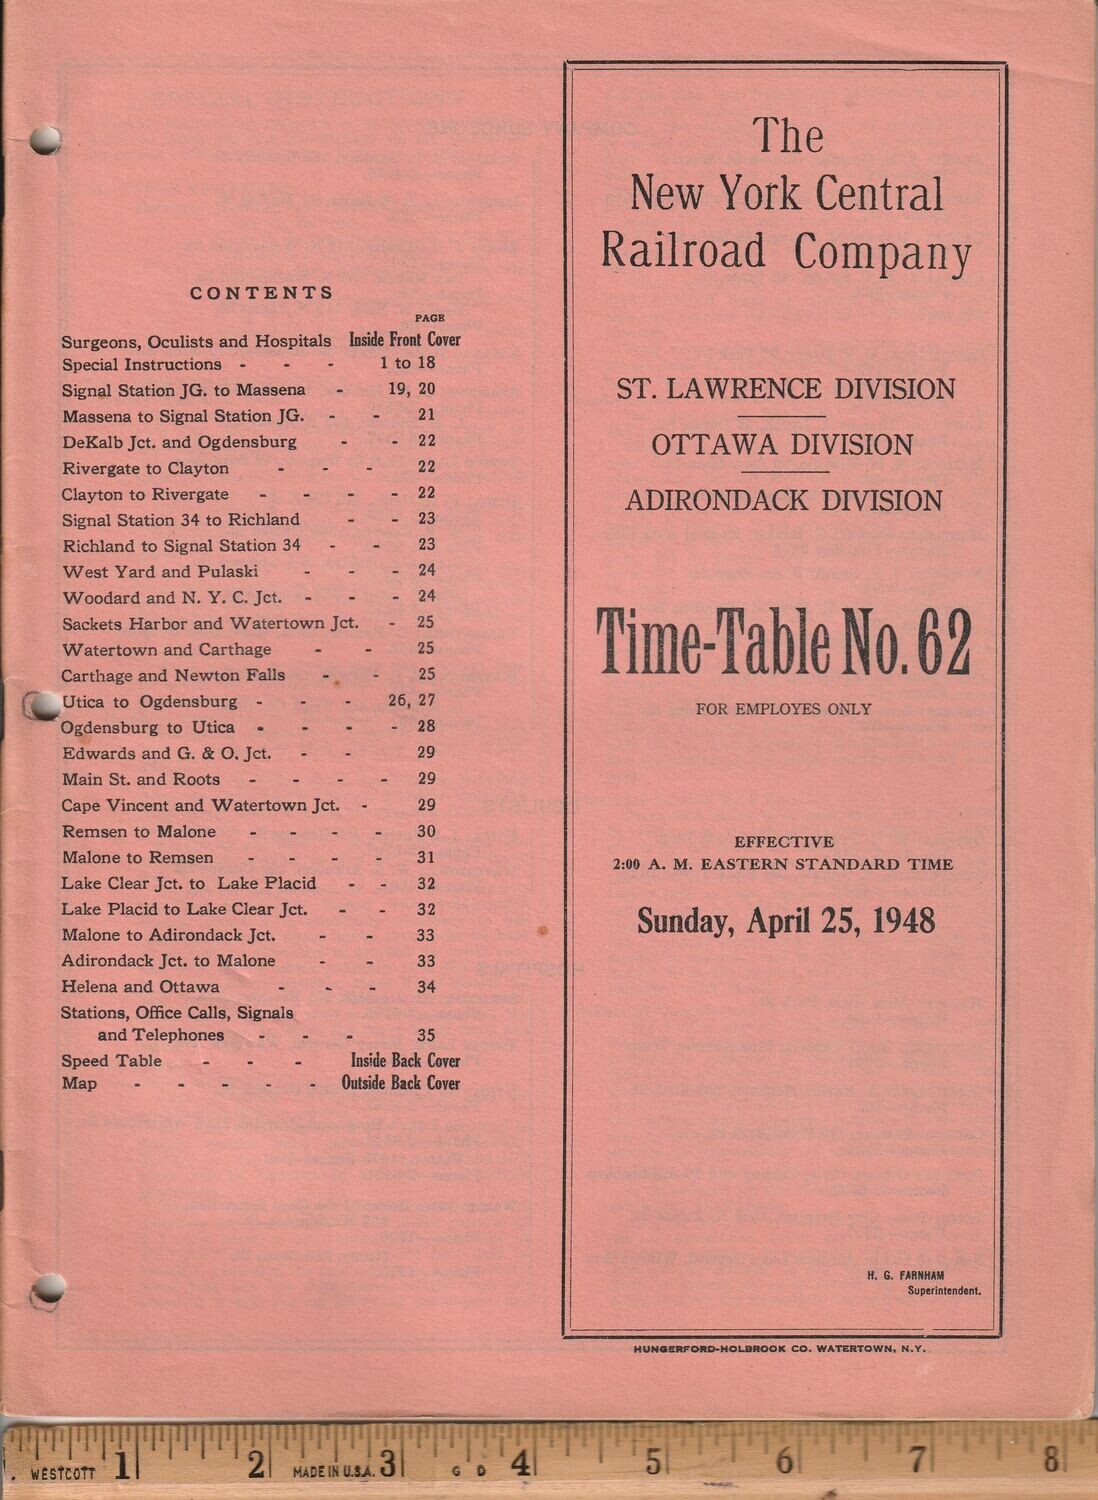 CONTENTS
PAGE
Surgeons, Oculists and Hospitals Inside Front Cover
Special Instructions - - - 1 to 18
Signal Station JG. to Massena - 19, 20
Massena to Signal Station JG. - - 21
DeKalb Jct. and Ogdensburg - - 22
Rivergate to Clayton - - - 22
Clayton to Rivergate - - - - 22
Signal Station 34 to Richland - - 23
Richland to Signal Station 34 - - 23
West Yard and Pulaski - - - 24
Woodard and N. Y. C. Jct. - - - 24
Sackets Harbor and Watertown Jct. - 25
Watertown and Carthage - - 25
Carthage and Newton Falls - - 25
Utica to Ogdensburg - - - 26, 27
Ogdensburg to Utica - - - - 28
Edwards and G. & O. Jct. - - 29
Main St. and Roots - - - - 29
Cape Vincent and Watertown Jct. - 29
Remsen to Malone - - - - 30
Malone to Remsen - - - - 31
Lake Clear Jct. to Lake Placid - - 32
Lake Placid to Lake Clear Jct. - - 32
Malone to Adirondack Jct. - - 33
Adirondack Jct. to Malone - - 33
Helena and Ottawa - - - 34
Stations, Office Calls, Signals
and Telephones - - - 35
Speed Table - - - Inside Back Cover
Map - - - - - Outside Back Cover
The
New York Central
Railroad Company
ST. LAWRENCE DIVISION
OTTAWA DIVISION
ADIRONDACK DIVISION
Time-Table No. 62
FOR EMPLOYES ONLY
EFFECTIVE
2:00 A. M. EASTERN STANDARD TIME
Sunday, April 25, 1948
H. G. FARNHAM
Superintendent.
HUNGERFORD-HOLBROOK CO. WATERTOWN, N.Y.
WESTCOTT 1 2 MADE IN U.S.A. 3 G D 4 5 6 7 8